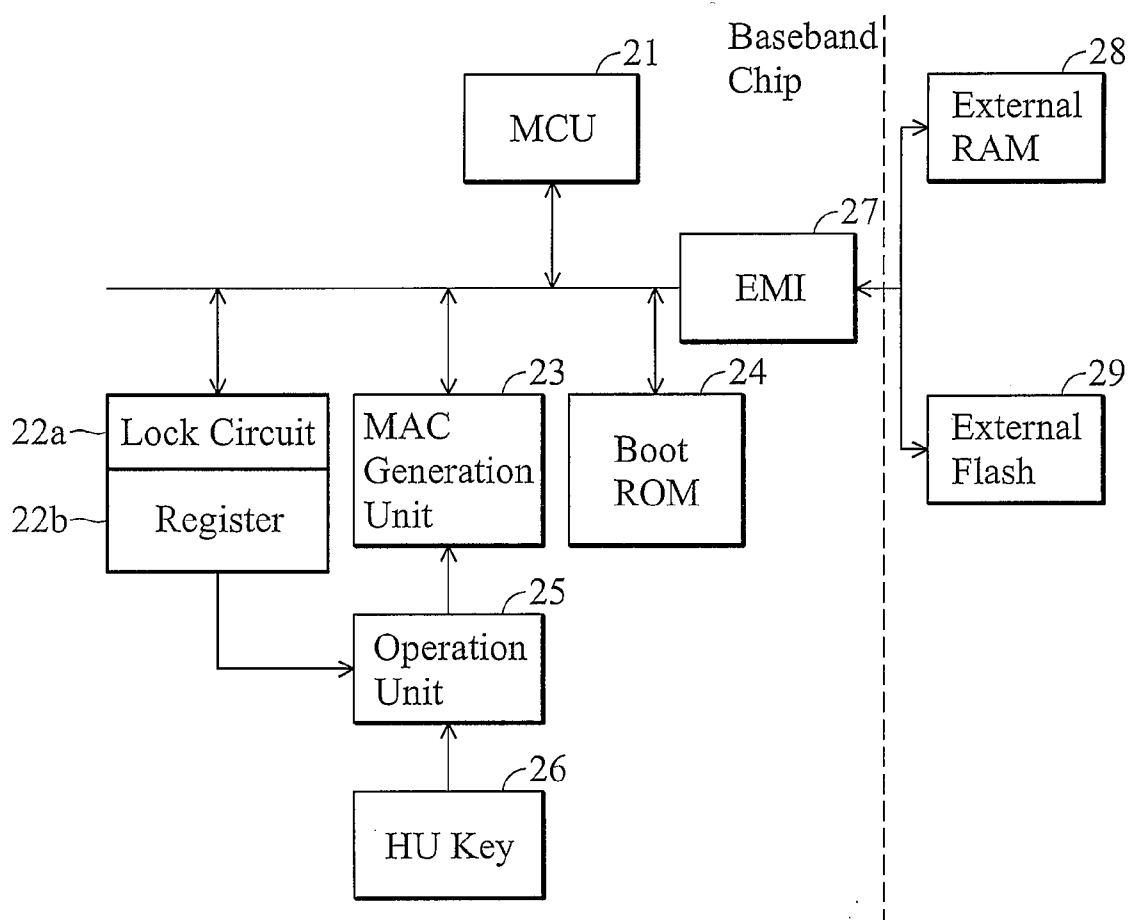 21
MCU
Baseband
Chip
28
External
RAM
27
EMI
22a
Lock Circuit
22b
Register
23
MAC
Generation
Unit
24
Boot
ROM
29
External
Flash
25
Operation
Unit
26
HU Key